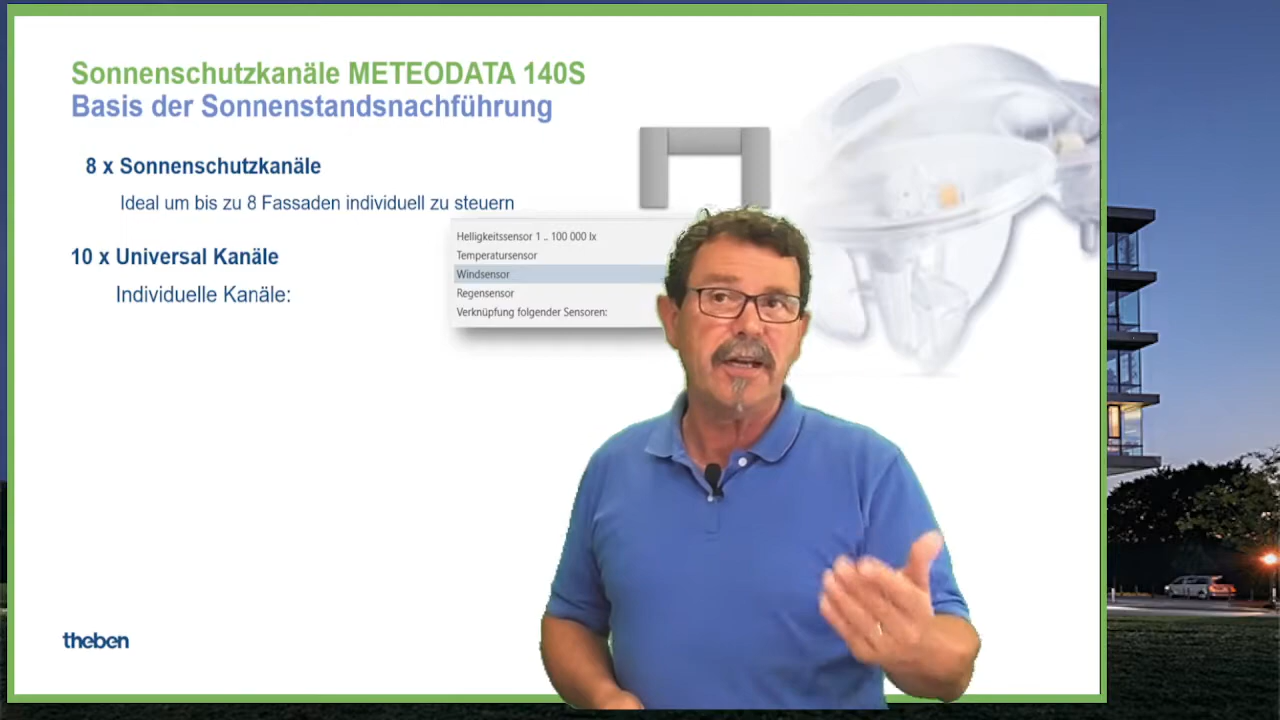 Sonnenschutzkanäle METEODATA 140S
Basis der Sonnenstandsnachführung
8 x Sonnenschutzkanäle
Ideal um bis zu 8 Fassaden individuell zu steuern
10 x Universal Kanäle
Individuelle Kanäle:
Helligkeitssensor 1 .. 100 000 lx
Temperatursensor
Windsensor
Regensensor
Verknüpfung folgender Sensoren:
theben